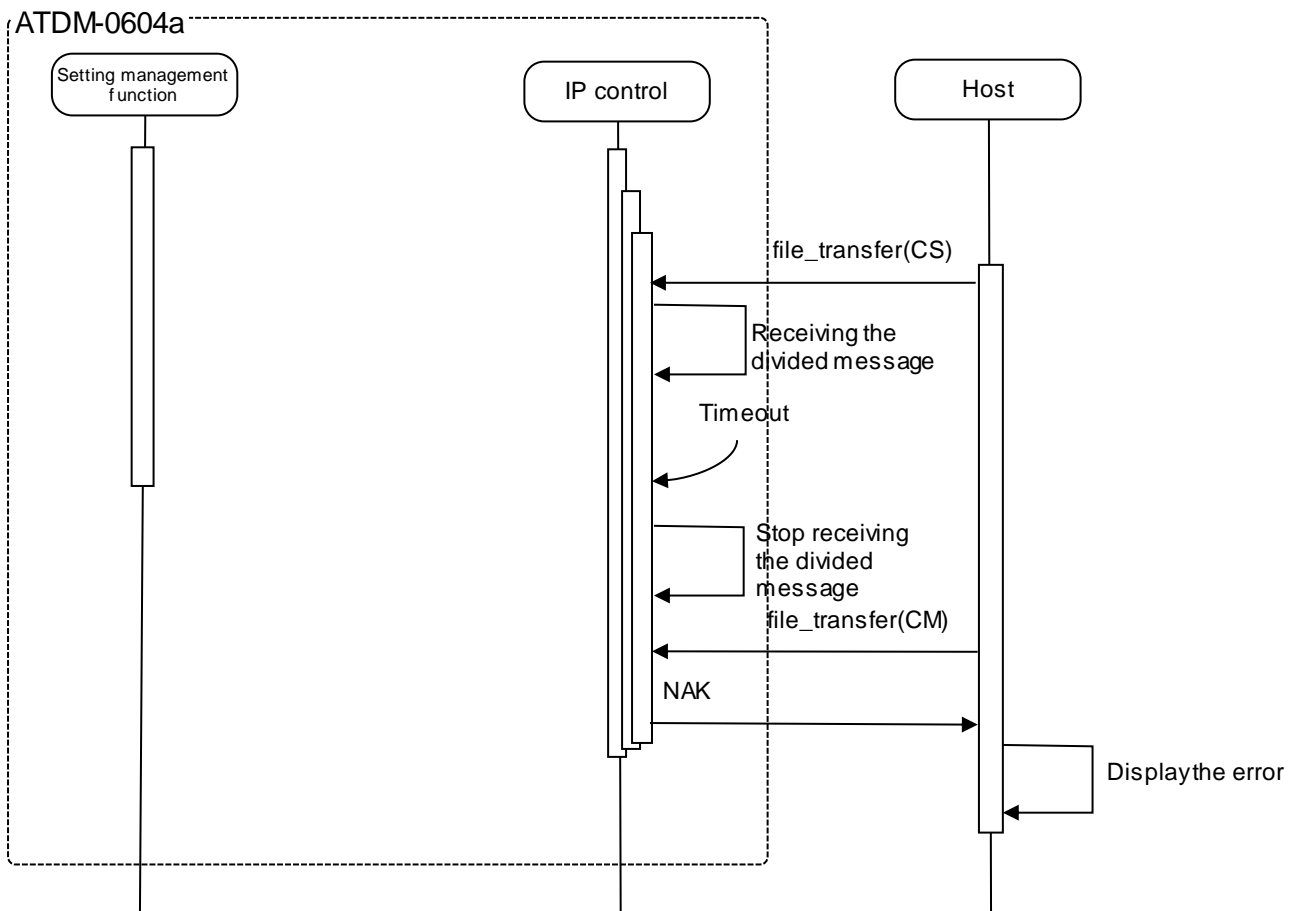 ATDM-0604a
Setting management
function
IP control
Host
file_transfer(CS)
Receiving the
divided message
Timeout
Stop receiving
the divided
message
file_transfer(CM)
NAK
Display the error